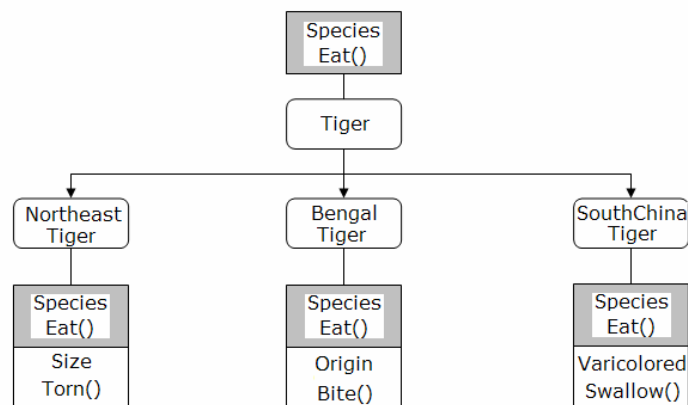 Species
Eat()
Tiger
Northeast
Tiger
Bengal
Tiger
SouthChina
Tiger
Species
Eat()
Size
Torn()
Species
Eat()
Origin
Bite()
Species
Eat()
Varicolored
Swallow()